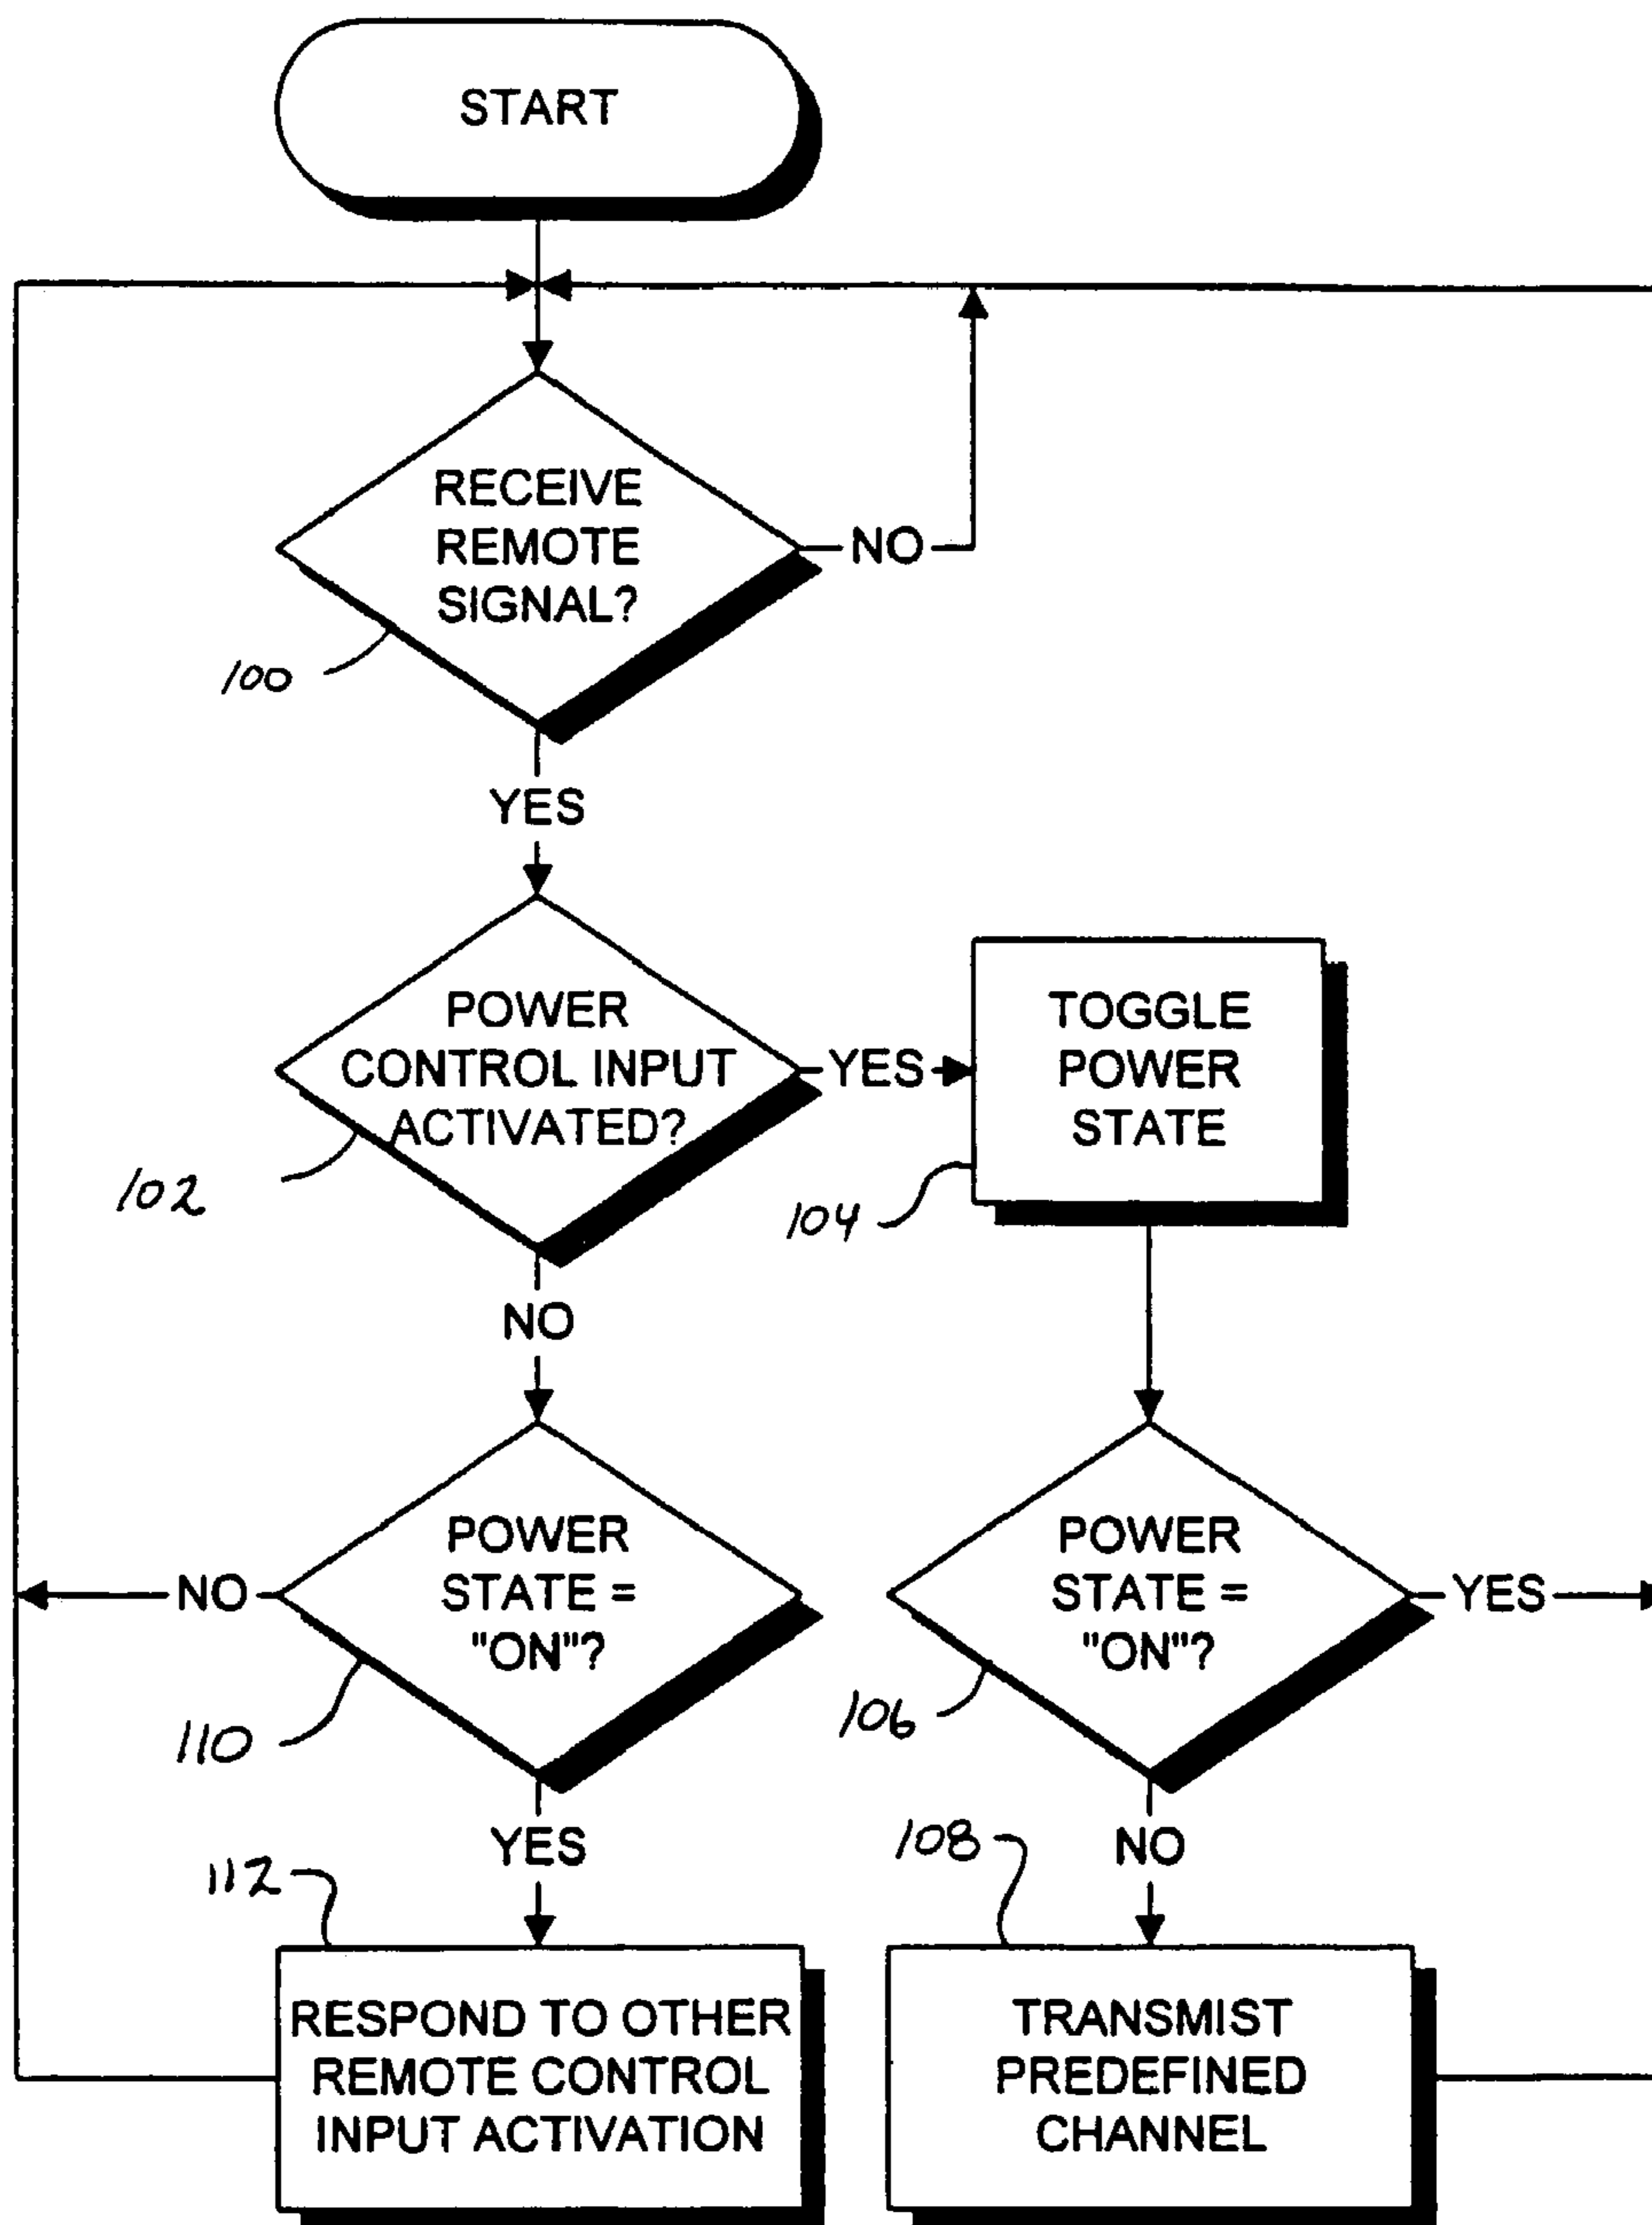 START
RECEIVE
REMOTE
SIGNAL?
NO
100
YES
POWER
CONTROL INPUT
ACTIVATED?
YES
102
TOGGLE
POWER
STATE
104
NO
POWER
STATE =
"ON"?
NO
110
POWER
STATE =
"ON"?
YES
106
YES
NO
112
108
RESPOND TO OTHER
REMOTE CONTROL
INPUT ACTIVATION
TRANSMIST
PREDEFINED
CHANNEL